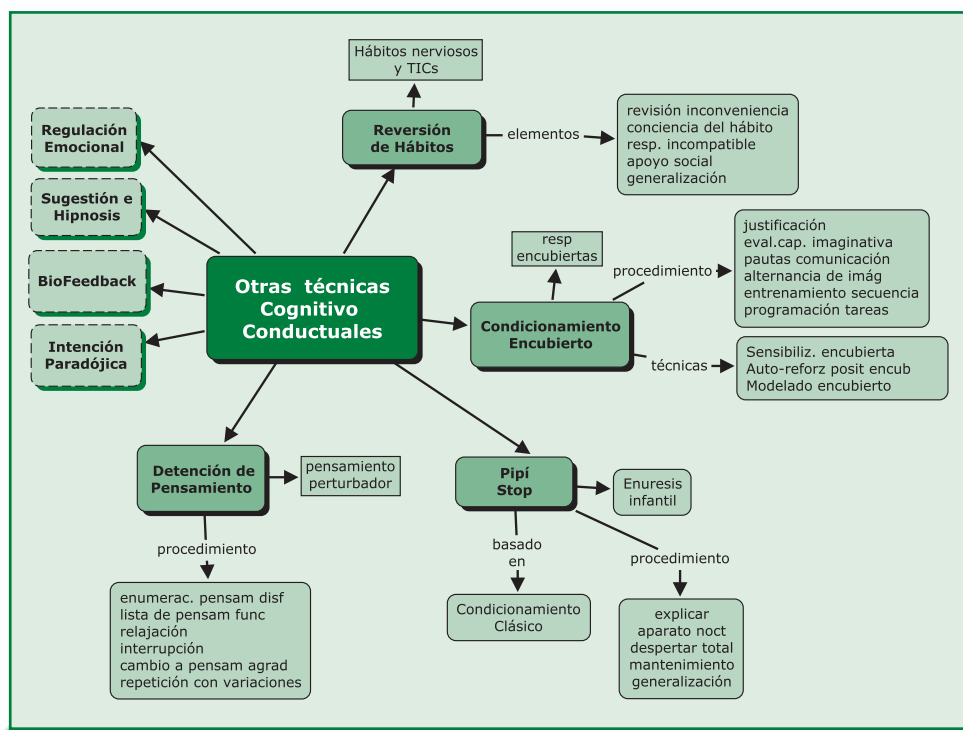 Hábitos nerviosos
y TICs
Regulación
Emocional
Reversión
de Hábitos
elementos
revisión inconveniencia
conciencia del hábito
resp. incompatible
apoyo social
generalización
Sugestión e
Hipnosis
BioFeedback
Intención
Paradójica
Otras técnicas
Cognitivo
Conductuales
resp
encubiertas
procedimiento
justificación
eval.cap. imaginativa
pautas comunicación
alternancia de imág
entrenamiento secuencia
programación tareas
Condicionamiento
Encubierto
técnicas
Sensibiliz. encubierta
Auto-reforz posit encub
Modelado encubierto
Detención de
Pensamiento
pensamiento
perturbador
procedimiento
enumerac. pensam disf
lista de pensam func
relajación
interrupción
cambio a pensam agrad
repetición con variaciones
Pipí
Stop
Enuresis
infantil
basado
en
Condicionamiento
Clásico
procedimiento
explicar
aparato noct
despertar total
mantenimiento
generalización